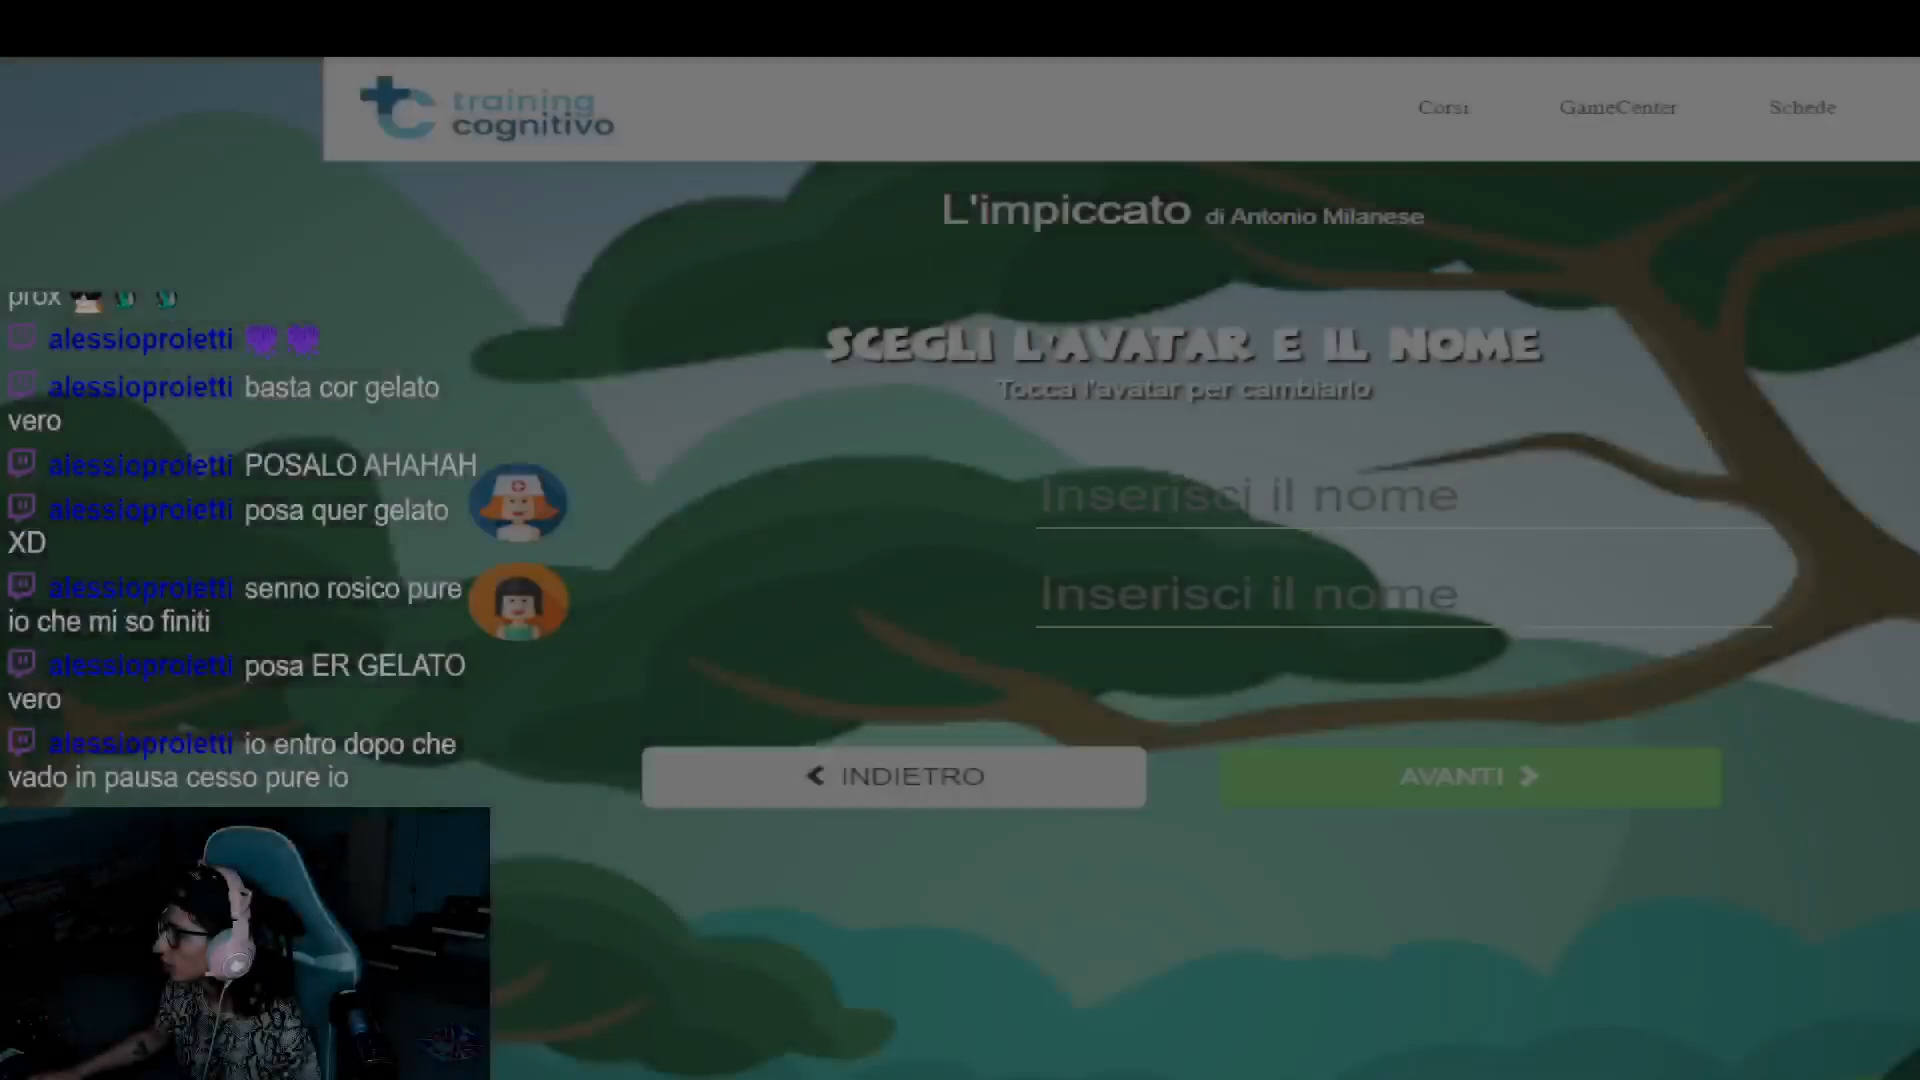 training
cognitivo
Corsi
GameCenter
Schede
L'impiccato di Antonio Milanese
SCEGLI L'AVATAR E IL NOME
Tocca l'avatar per cambiarlo
Inserisci il nome
Inserisci il nome
INDIETRO
AVANTI
prox
alessioproietti
alessioproietti basta cor gelato
vero
alessioproietti POSALO AHAHAH
alessioproietti posa quer gelato
XD
alessioproietti senno rosico pure
io che mi so finiti
alessioproietti posa ER GELATO
vero
alessioproietti io entro dopo che
vado in pausa cesso pure io